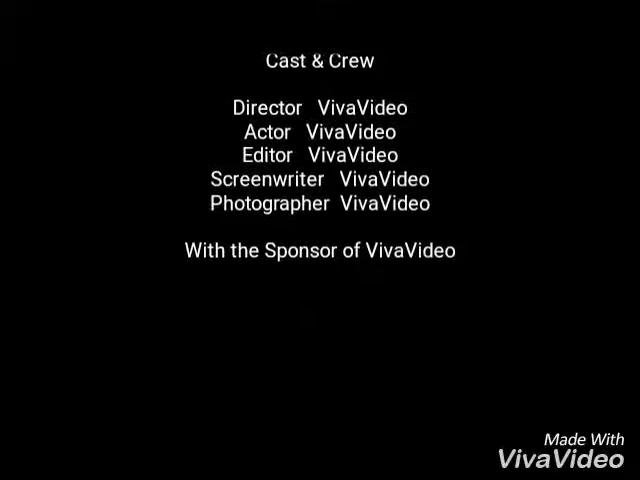 Cast & Crew
Director VivaVideo
Actor VivaVideo
Editor VivaVideo
Screenwriter VivaVideo
Photographer VivaVideo
With the Sponsor of VivaVideo
Made With
VivaVideo